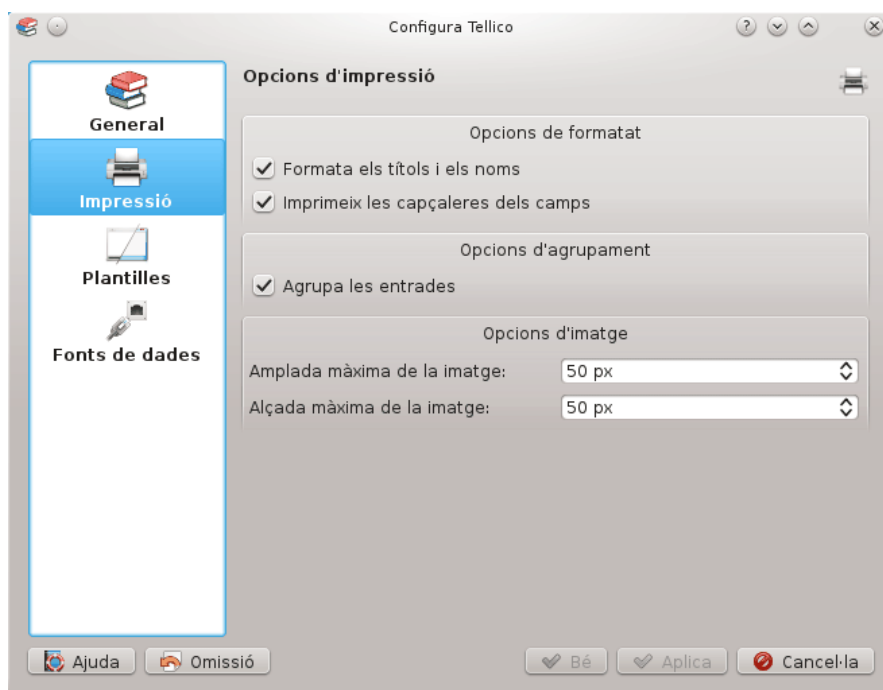 Configura Tellico
General
Impressió
Plantilles
Fonts de dades
Opcions d'impressió
Opcions de formatat
Formata els títols i els noms
Imprimeix les capçaleres dels camps
Opcions d'agrupament
Agrupa les entrades
Opcions d'imatge
Amplada màxima de la imatge: 50 px
Alçada màxima de la imatge: 50 px
Ajuda Omissió Bé Aplica Cancel·la